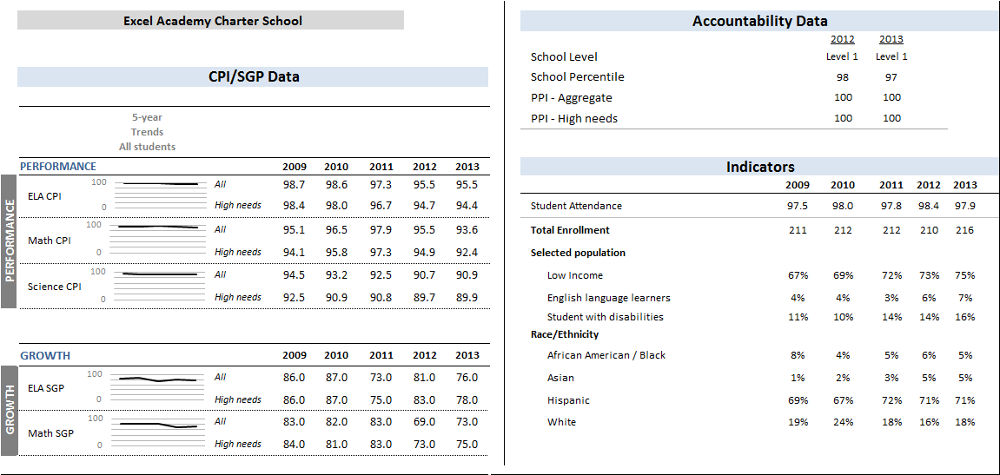 Excel Academy Charter School
CPI/SGP Data
5-year
Trends
All students
PERFORMANCE 2009 2010 2011 2012 2013
PERFORMANCE
100
ELA CPI
0
All 98.7 98.6 97.3 95.5 95.5
High needs 98.4 98.0 96.7 94.7 94.4
100
Math CPI
0
All 95.1 96.5 97.9 95.5 93.6
High needs 94.1 95.8 97.3 94.9 92.4
100
Science CPI
0
All 94.5 93.2 92.5 90.7 90.9
High needs 92.5 90.9 90.8 89.7 89.9
GROWTH 2009 2010 2011 2012 2013
GROWTH
100
ELA SGP
0
All 86.0 87.0 73.0 81.0 76.0
High needs 86.0 87.0 75.0 83.0 78.0
100
Math SGP
0
All 83.0 82.0 83.0 69.0 73.0
High needs 84.0 81.0 83.0 73.0 75.0
Accountability Data
2012 2013
School Level Level 1 Level 1
School Percentile 98 97
PPI - Aggregate 100 100
PPI - High needs 100 100
Indicators
2009 2010 2011 2012 2013
Student Attendance 97.5 98.0 97.8 98.4 97.9
Total Enrollment 211 212 212 210 216
Selected population
Low Income 67% 69% 72% 73% 75%
English language learners 4% 4% 3% 6% 7%
Student with disabilities 11% 10% 14% 14% 16%
Race/Ethnicity
African American / Black 8% 4% 5% 6% 5%
Asian 1% 2% 3% 5% 5%
Hispanic 69% 67% 72% 71% 71%
White 19% 24% 18% 16% 18%